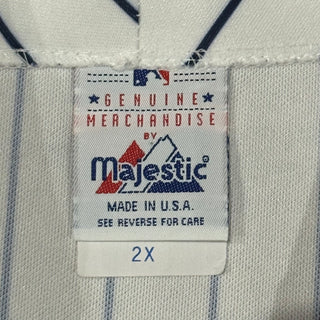 ★ GENUINE ★
MERCHANDISE
BY
Majestic®
MADE IN U.S.A.
SEE REVERSE FOR CARE
2X